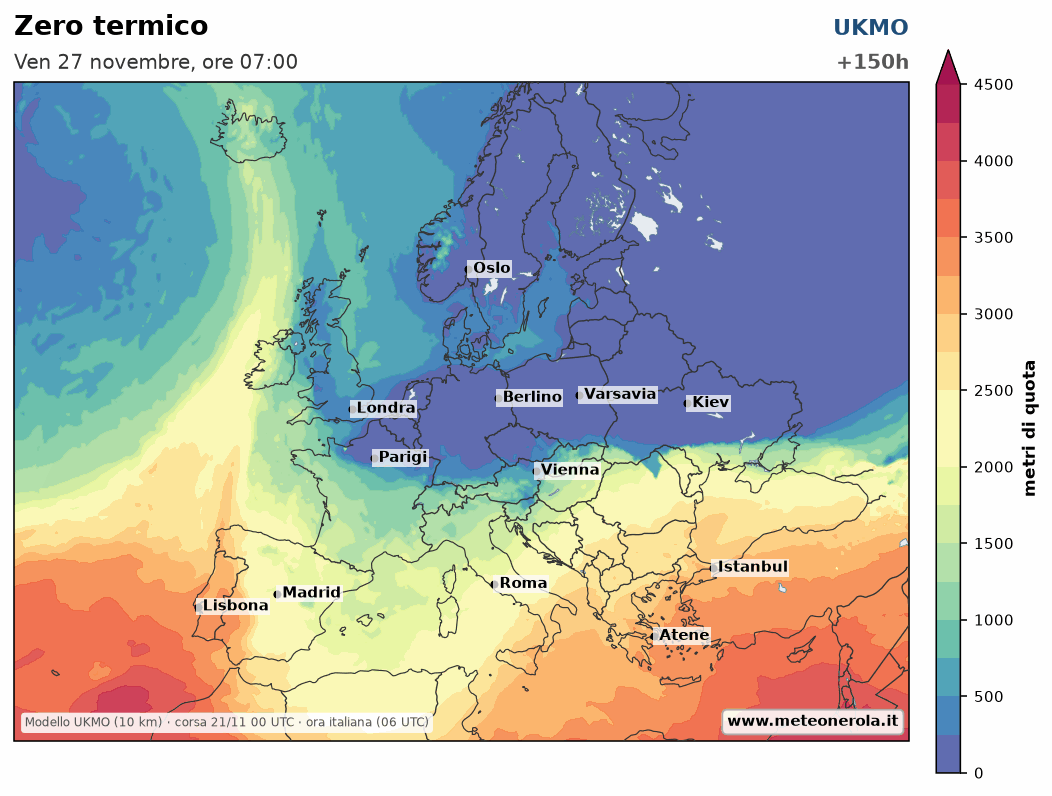 Zero termico
UKMO
Ven 27 novembre, ore 07:00
+150h
4500
4000
3500
3000
2500
2000
1500
1000
500
0
metri di quota
Oslo
Londra
Berlino
Varsavia
Kiev
Parigi
Vienna
Istanbul
Roma
Madrid
Lisbona
Atene
Modello UKMO (10 km) · corsa 21/11 00 UTC · ora italiana (06 UTC)
www.meteonerola.it